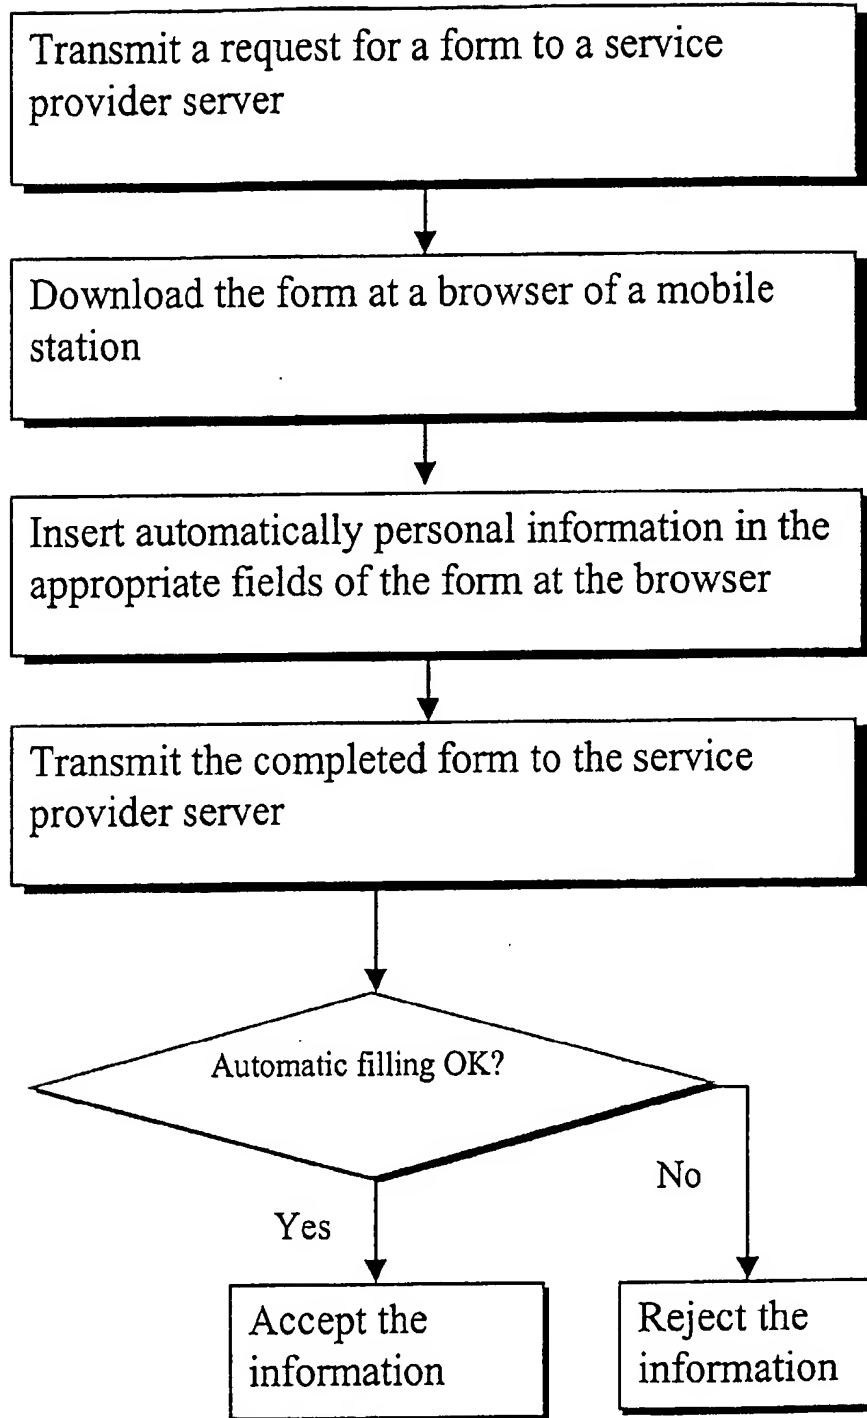 Transmit a request for a form to a service
provider server
Download the form at a browser of a mobile
station
Insert automatically personal information in the
appropriate fields of the form at the browser
Transmit the completed form to the service
provider server
Automatic filling OK?
No
Yes
Accept the
information
Reject the
information